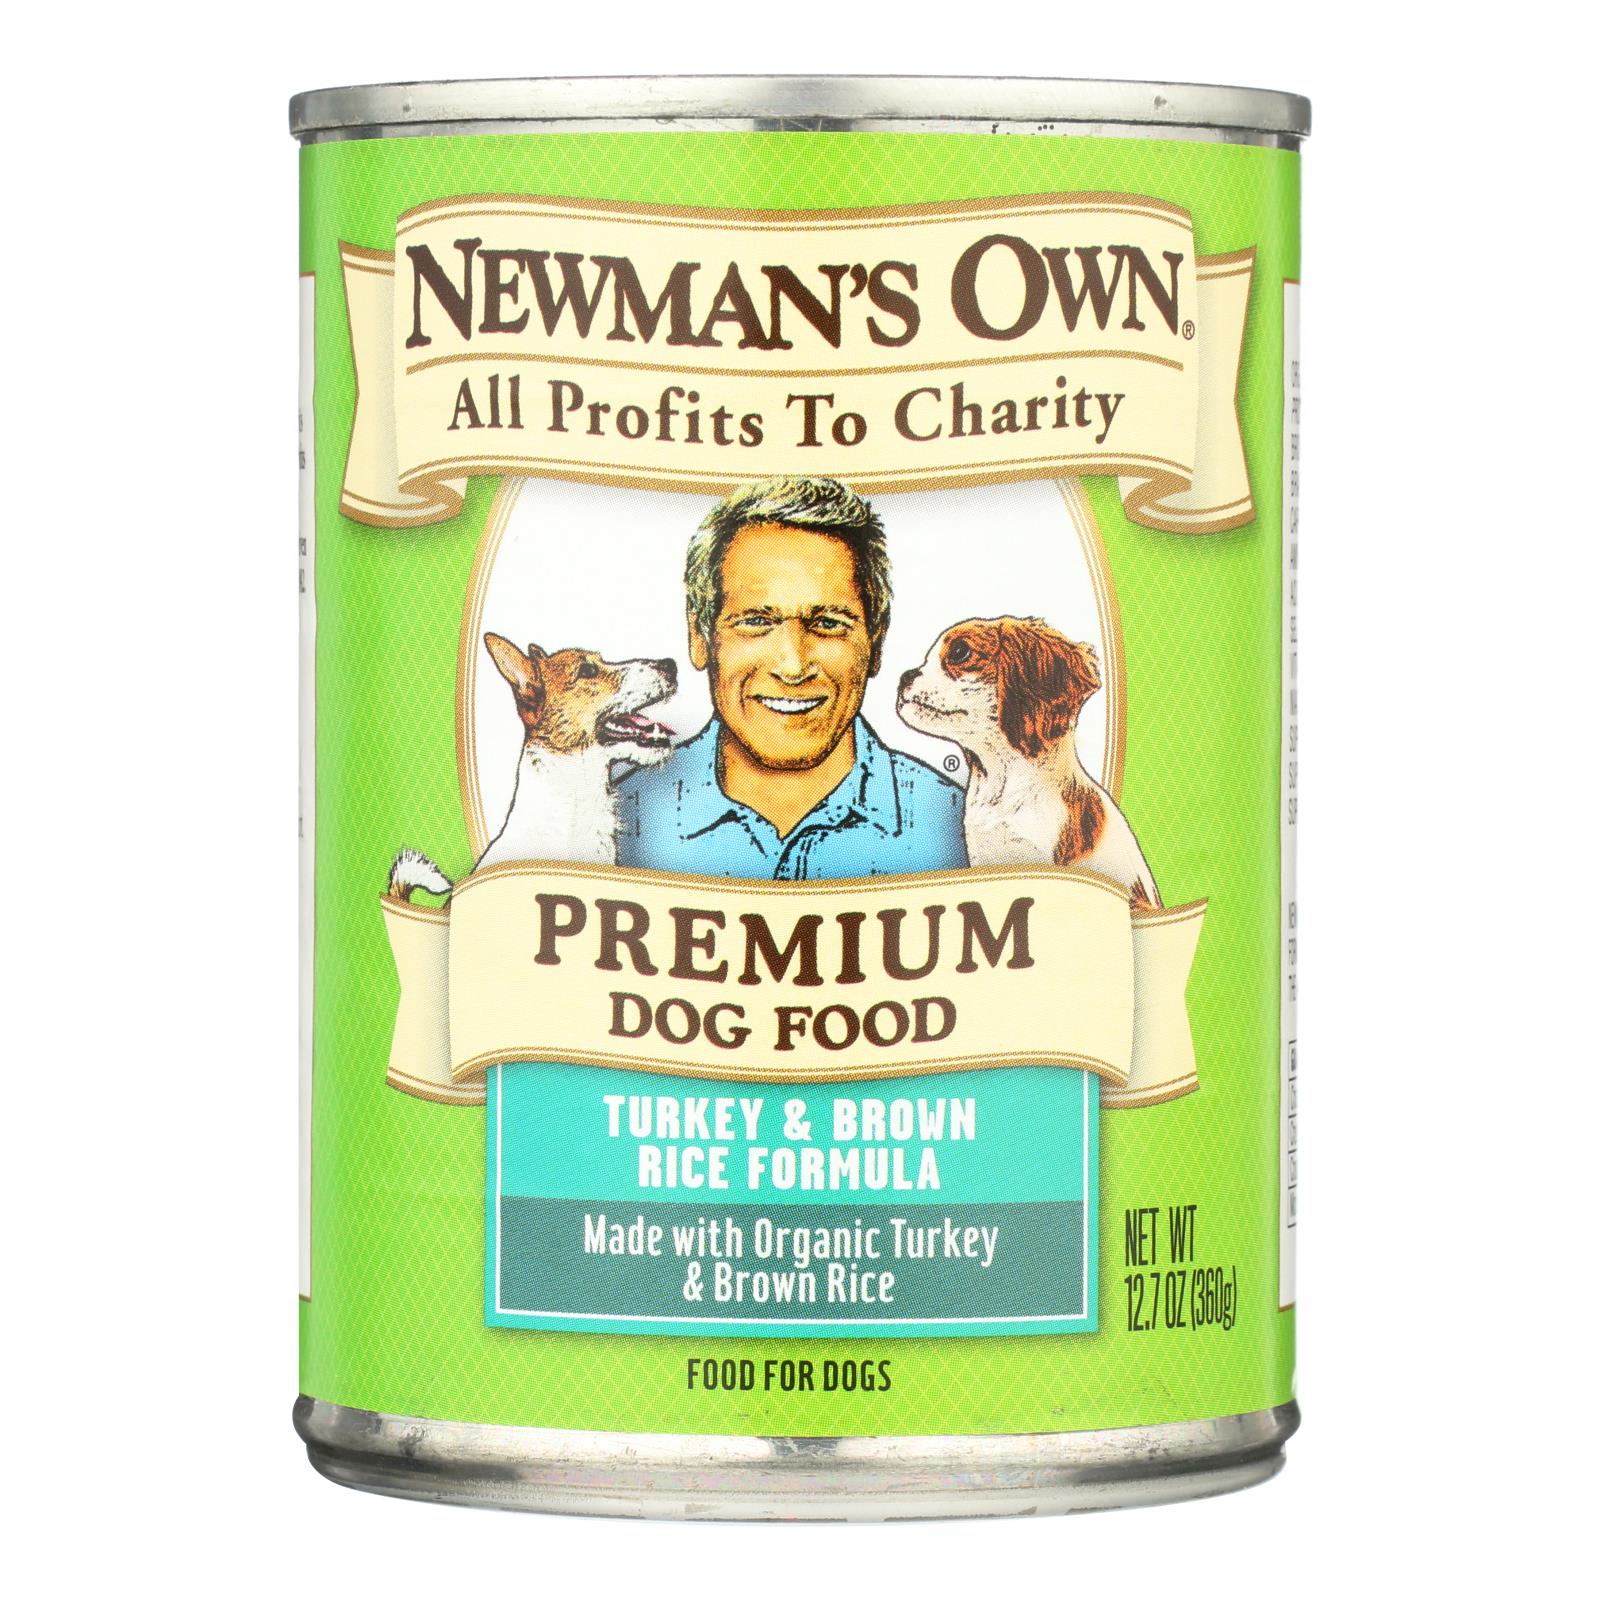 NEWMAN'S OWN®
All Profits To Charity
®
PREMIUM
DOG FOOD
TURKEY & BROWN
RICE FORMULA
Made with Organic Turkey
& Brown Rice
NET WT
12.7 OZ (360g)
FOOD FOR DOGS